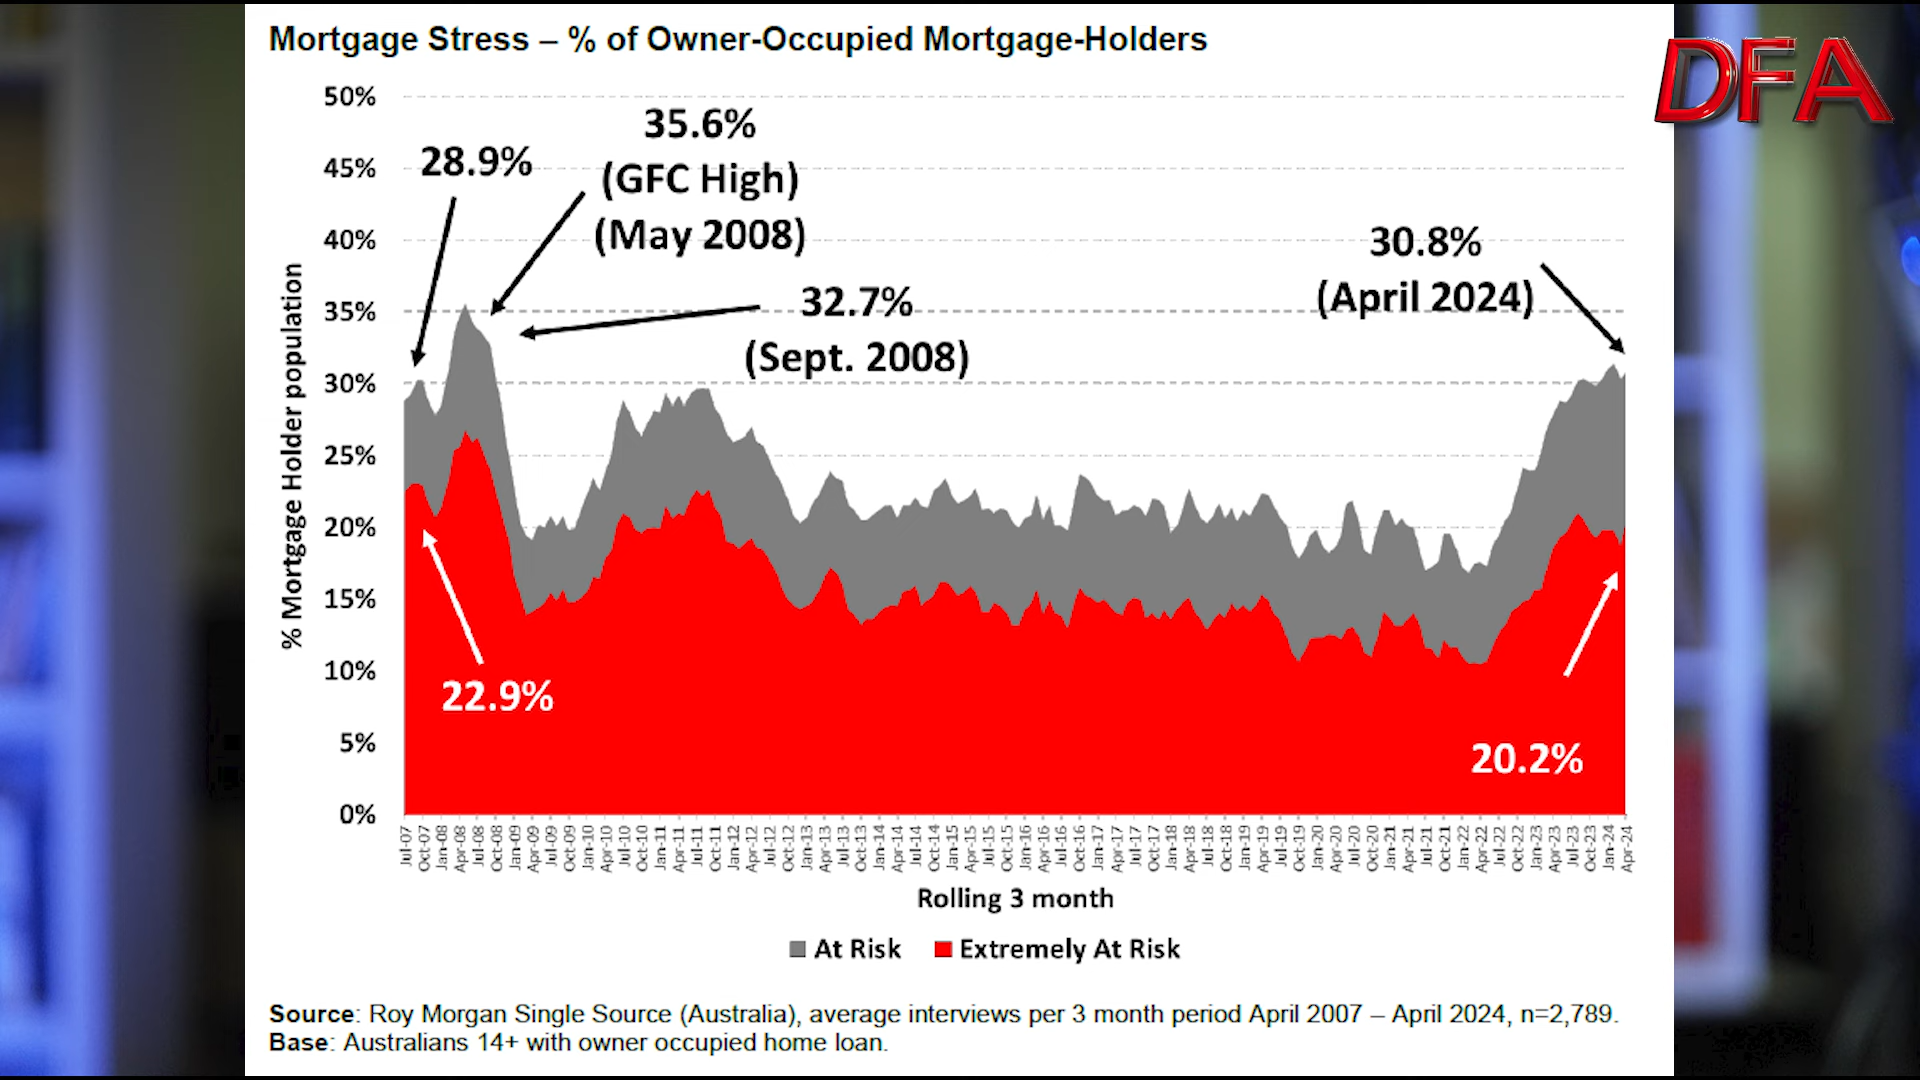 Mortgage Stress – % of Owner-Occupied Mortgage-Holders
DFA
50%
45%
40%
35%
30%
25%
20%
15%
10%
5%
0%
% Mortgage Holder population
28.9%
35.6%
(GFC High)
(May 2008)
32.7%
(Sept. 2008)
30.8%
(April 2024)
22.9%
20.2%
Jul-07
Oct-07
Jan-08
Apr-08
Jul-08
Oct-08
Jan-09
Apr-09
Jul-09
Oct-09
Jan-10
Apr-10
Jul-10
Oct-10
Jan-11
Apr-11
Jul-11
Oct-11
Jan-12
Apr-12
Jul-12
Oct-12
Jan-13
Apr-13
Jul-13
Oct-13
Jan-14
Apr-14
Jul-14
Oct-14
Jan-15
Apr-15
Jul-15
Oct-15
Jan-16
Apr-16
Jul-16
Oct-16
Jan-17
Apr-17
Jul-17
Oct-17
Jan-18
Apr-18
Jul-18
Oct-18
Jan-19
Apr-19
Jul-19
Oct-19
Jan-20
Apr-20
Jul-20
Oct-20
Jan-21
Apr-21
Jul-21
Oct-21
Jan-22
Apr-22
Jul-22
Oct-22
Jan-23
Apr-23
Jul-23
Oct-23
Jan-24
Apr-24
Rolling 3 month
At Risk
Extremely At Risk
Source: Roy Morgan Single Source (Australia), average interviews per 3 month period April 2007 – April 2024, n=2,789.
Base: Australians 14+ with owner occupied home loan.